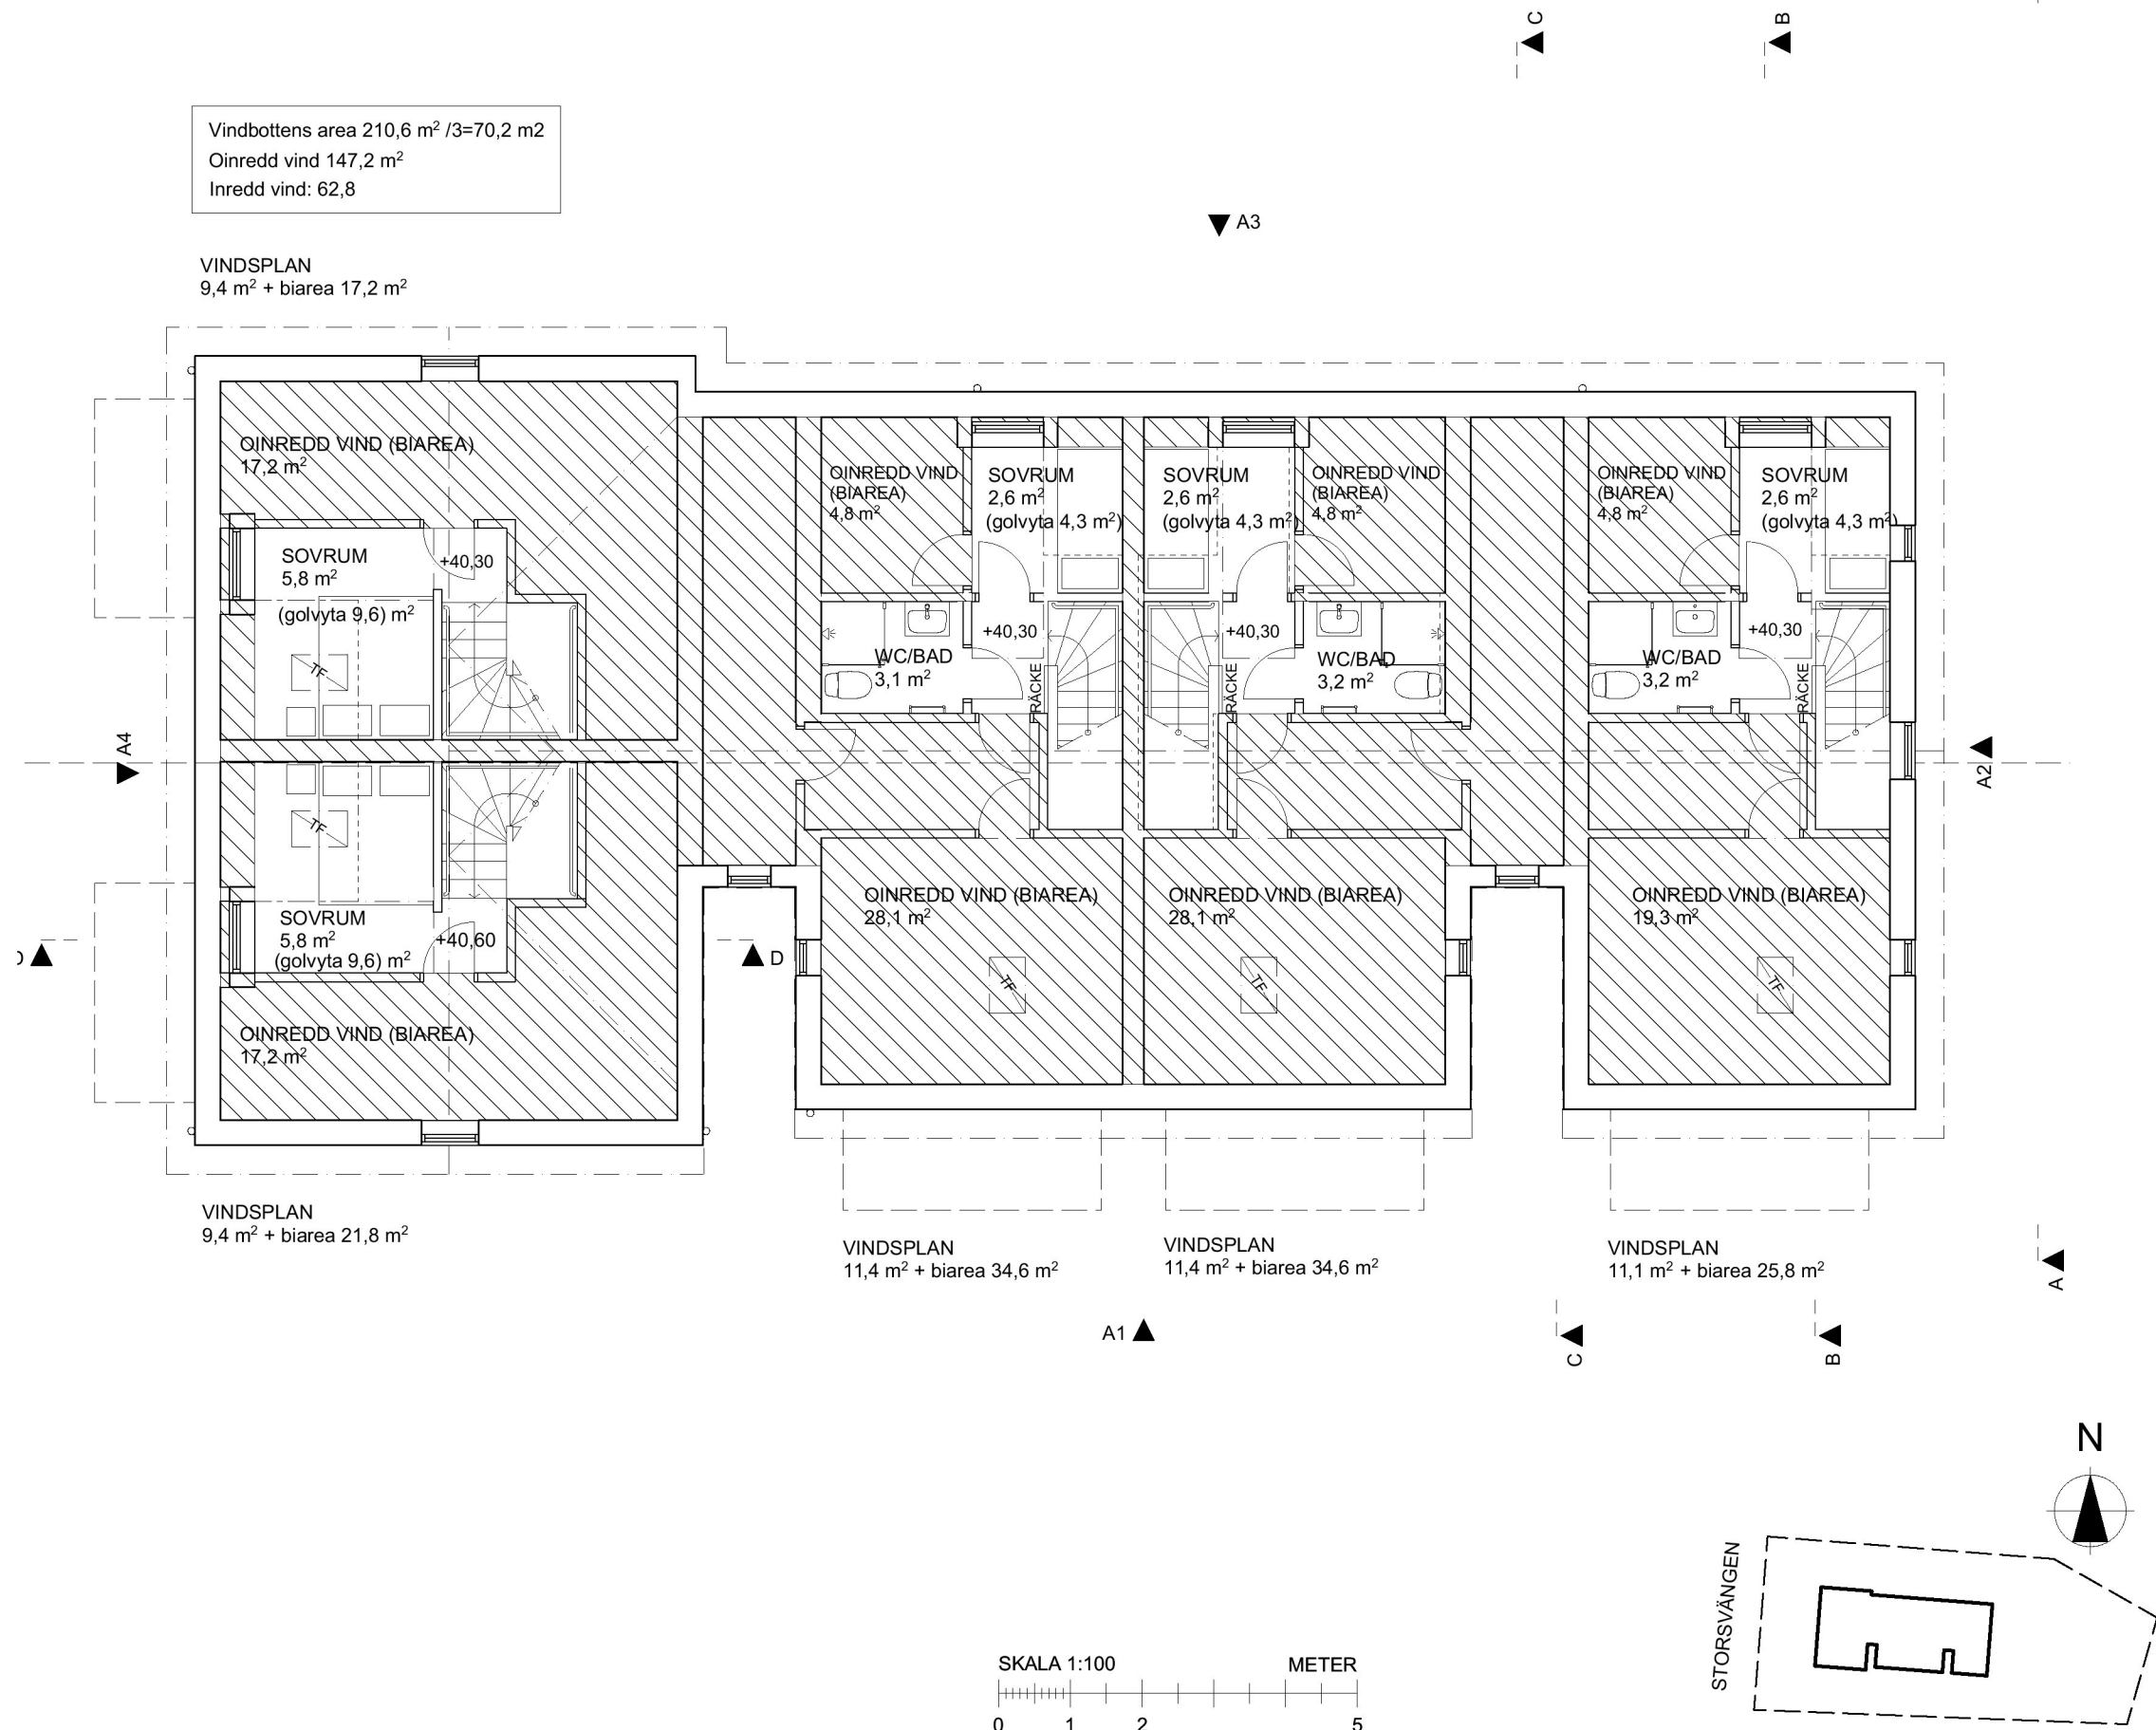 C
B
Vindbottens area 210,6 m² /3=70,2 m2
Oinredd vind 147,2 m²
Inredd vind: 62,8
A3
VINDSPLAN
9,4 m² + biarea 17,2 m²
OINREDD VIND (BIAREA)
17,2 m²
SOVRUM
5,8 m²
(golvyta 9,6) m²
+40,30
TF
OINREDD VIND
(BIAREA)
4,8 m²
SOVRUM
2,6 m²
(golvyta 4,3 m²)
+40,30
WC/BAD
3,1 m²
RÄCKE
SOVRUM
2,6 m²
(golvyta 4,3 m²)
OINREDD VIND
(BIAREA)
4,8 m²
+40,30
WC/BAD
3,2 m²
RÄCKE
OINREDD VIND
(BIAREA)
4,8 m²
SOVRUM
2,6 m²
(golvyta 4,3 m²)
+40,30
WC/BAD
3,2 m²
RÄCKE
A4
A2
TF
SOVRUM
5,8 m²
(golvyta 9,6) m²
+40,60
OINREDD VIND (BIAREA)
17,2 m²
D
OINREDD VIND (BIAREA)
28,1 m²
TF
OINREDD VIND (BIAREA)
28,1 m²
TF
OINREDD VIND (BIAREA)
19,3 m²
TF
VINDSPLAN
9,4 m² + biarea 21,8 m²
VINDSPLAN
11,4 m² + biarea 34,6 m²
VINDSPLAN
11,4 m² + biarea 34,6 m²
VINDSPLAN
11,1 m² + biarea 25,8 m²
A
A1
C
B
N
STORSVÄNGEN
SKALA 1:100 METER
0 1 2 5